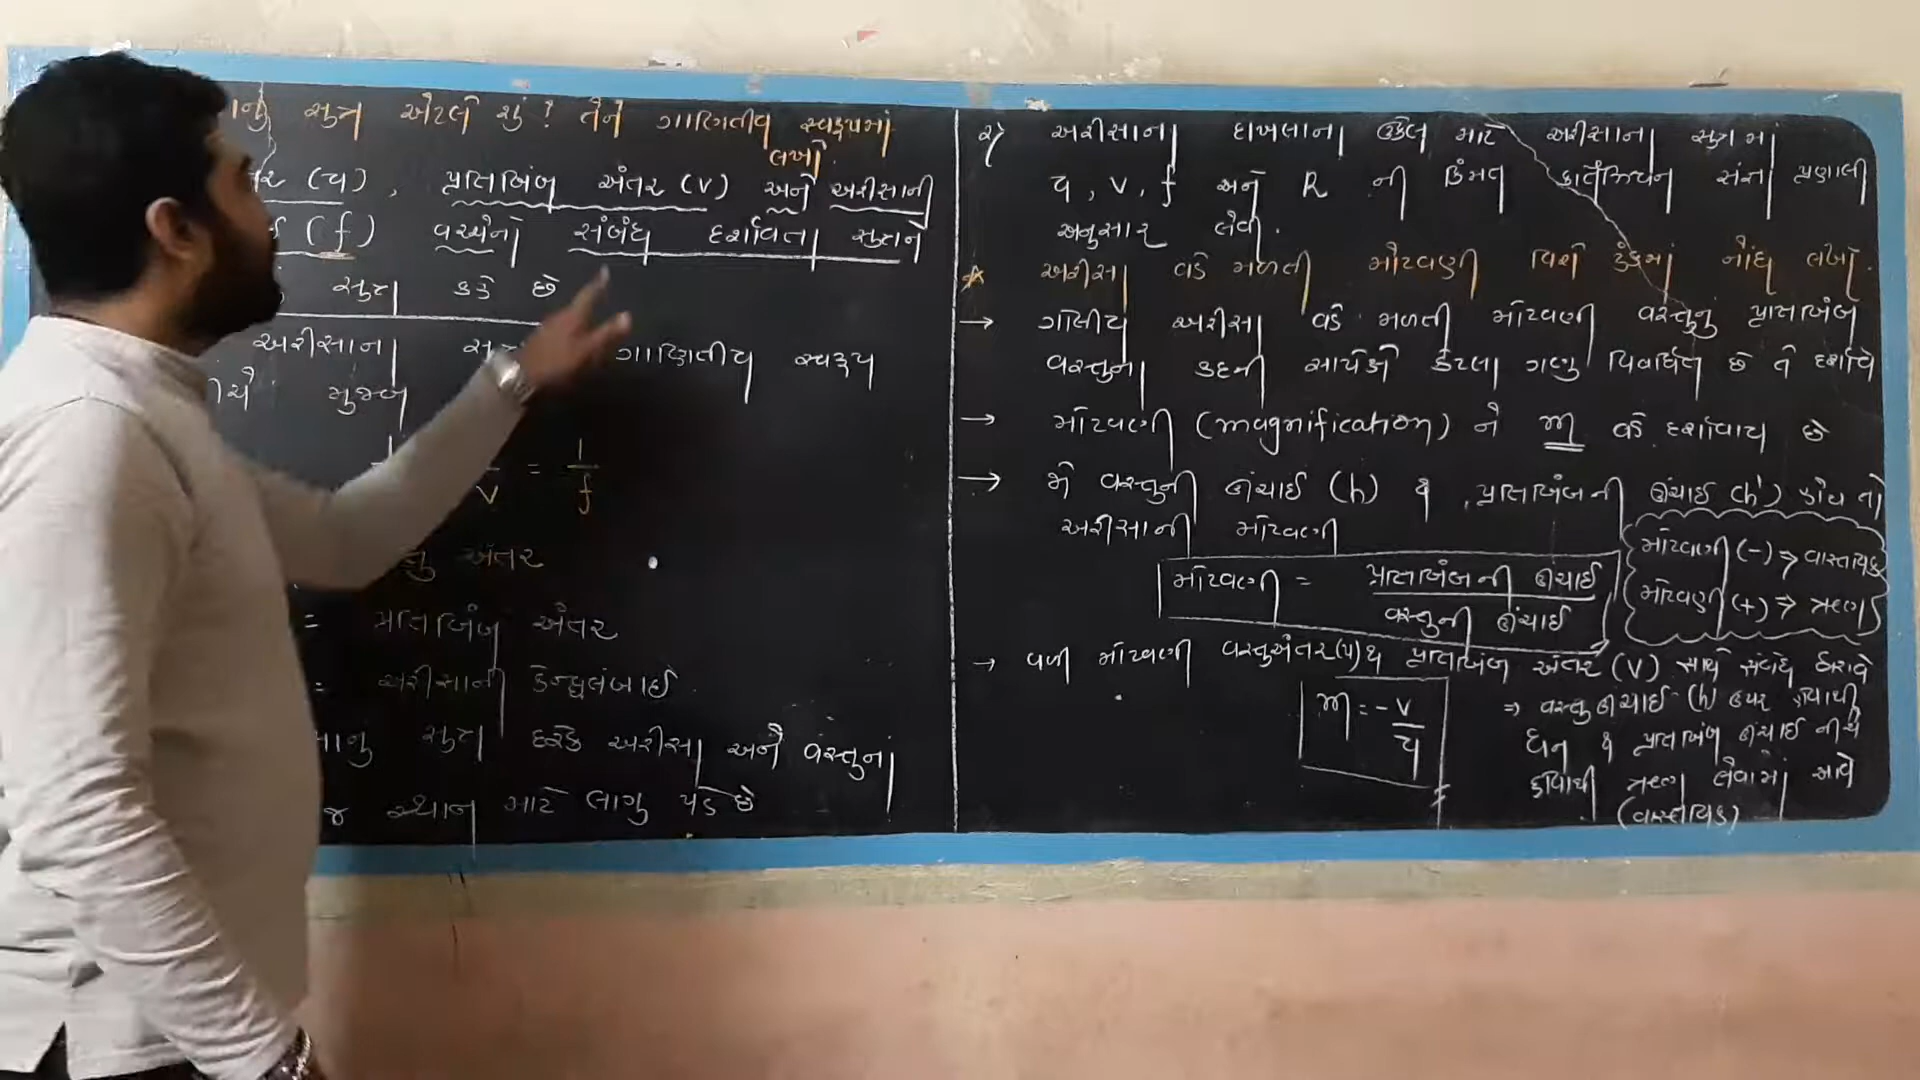 નું સુત્ર એટલે શું? તેને ગાણિતીય સ્વરૂપમાં
લખો.
તર (u), પ્રતિબિંબ અંતર (v) અને અરીસાની
ઈ (f) વચ્ચેનો સંબંધ દર્શાવતા સુત્રને
સુત્ર કહે છે
અરીસાના ગાણિતીય સ્વરૂપ
ીચે મુજબ
1 = 1
v f
તુ અંતર
= પ્રતિબિંબ અંતર
= અરીસાની કેન્દ્રલંબાઈ.
ાનુ સુત્ર દરેક અરીસા અને વસ્તુના
જ સ્થાન માટે લાગુ પડે છે
૨) અરીસાના દાખલાના ઉકેલ માટે અરીસાના સુત્રમાં
u, v, f અને R ની કિંમત કાર્તેઝિયન સંજ્ઞા પ્રણાલી
અનુસાર લેવી.
* અરીસા વડે મળતી મોટવણી વિશે ટુંકમાં નોંધ લખો.
→ ગોલીય અરીસા વડે મળતી મોટવણી વસ્તુનુ પ્રતિબિંબ
વસ્તુના કદની સાપેક્ષે કેટલા ગણુ વિવર્ધિત છે તે દર્શાવે
→ મોટવણી (magnification) ને m વડે દર્શાવાય છે
→ જો વસ્તુની ઊંચાઈ (h) & પ્રતિબિંબની ઊંચાઈ (h') હોય તો
અરીસાની મોટવણી
મોટવણી = પ્રતિબિંબની ઊંચાઈ
વસ્તુની ઊંચાઈ
મોટવણી (-) ⇒ વાસ્તવિક
મોટવણી (+) ⇒
→ વળી મોટવણી વસ્તુઅંતર (u) & પ્રતિબિંબ અંતર (v) સાથે સંબંધ ધરાવે
m = - v
u
⇒ વસ્તુ ઊંચાઈ (h) ઉપર હોવાથી
ધન & પ્રતિબિંબ ઊંચાઈ નીચે
હોવાથી ઋણ લેવામાં આવે
(વાસ્તવિક)